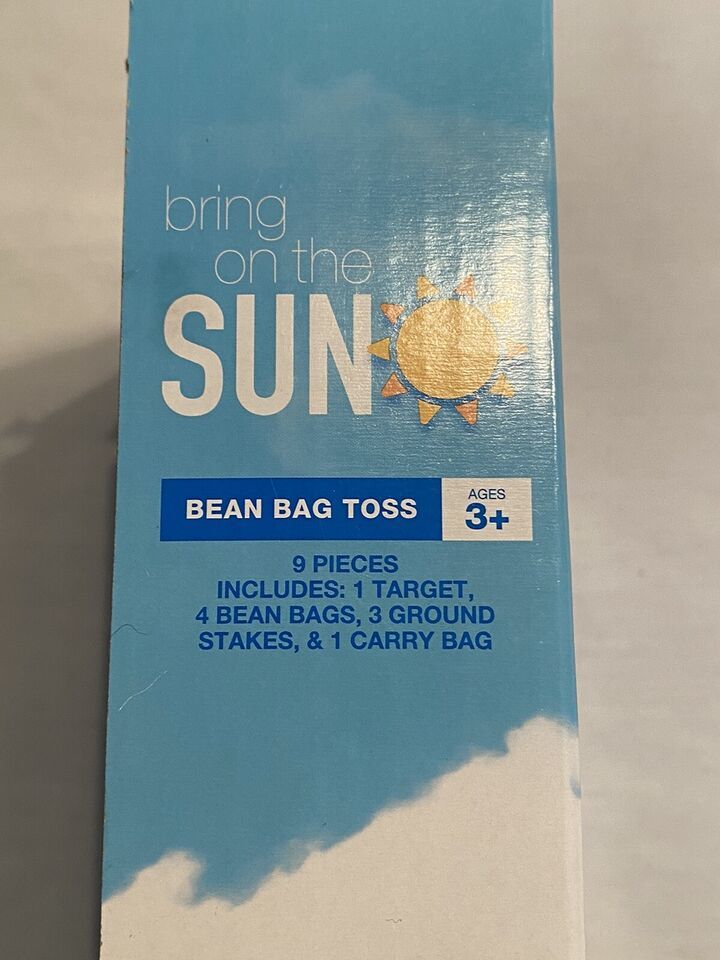 bring
on the
SUN
BEAN BAG TOSS
AGES
3+
9 PIECES
INCLUDES: 1 TARGET,
4 BEAN BAGS, 3 GROUND
STAKES, & 1 CARRY BAG